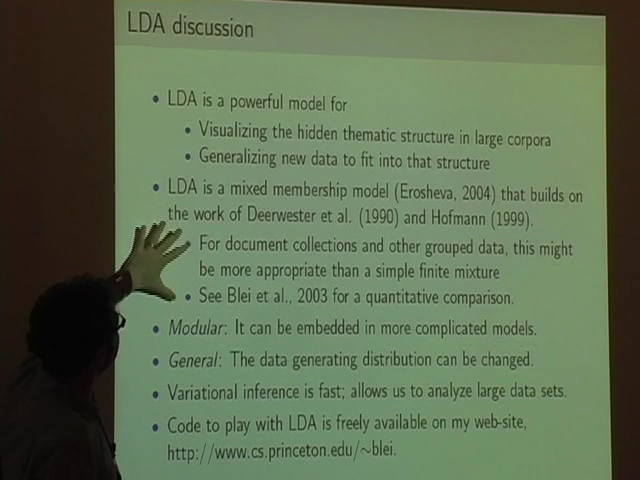 LDA discussion
• LDA is a powerful model for
• Visualizing the hidden thematic structure in large corpora
• Generalizing new data to fit into that structure
• LDA is a mixed membership model (Erosheva, 2004) that builds on
the work of Deerwester et al. (1990) and Hofmann (1999).
• For document collections and other grouped data, this might
be more appropriate than a simple finite mixture
• See Blei et al., 2003 for a quantitative comparison.
• Modular: It can be embedded in more complicated models.
• General: The data generating distribution can be changed.
• Variational inference is fast; allows us to analyze large data sets.
• Code to play with LDA is freely available on my web-site,
http://www.cs.princeton.edu/∼blei.